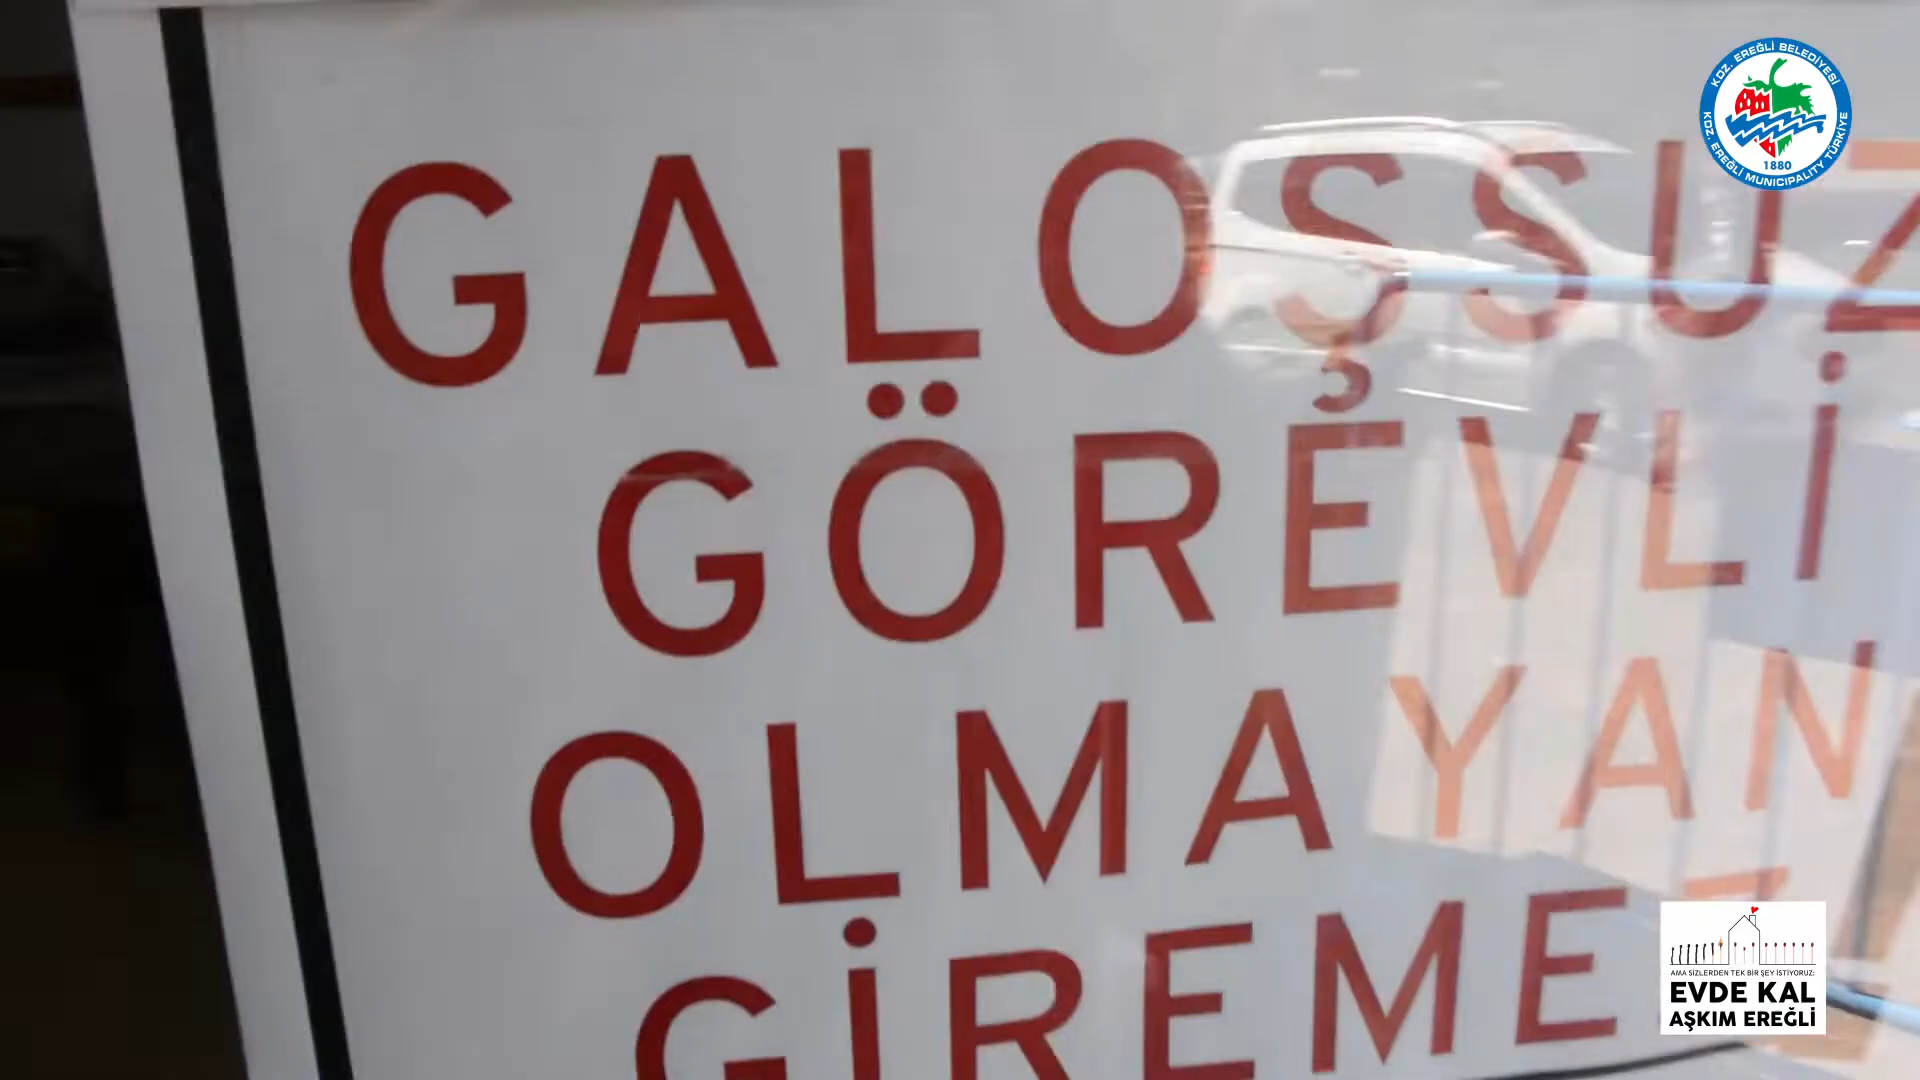 GALOŞSUZ
GÖREVLİ
OLMAYAN
GİREMEZ
KDZ. EREĞLİ BELEDİYESİ
KDZ. EREĞLİ MUNICIPALITY TÜRKİYE
1880
AMA SİZLERDEN TEK BİR ŞEY İSTİYORUZ:
EVDE KAL
AŞKIM EREĞLİ